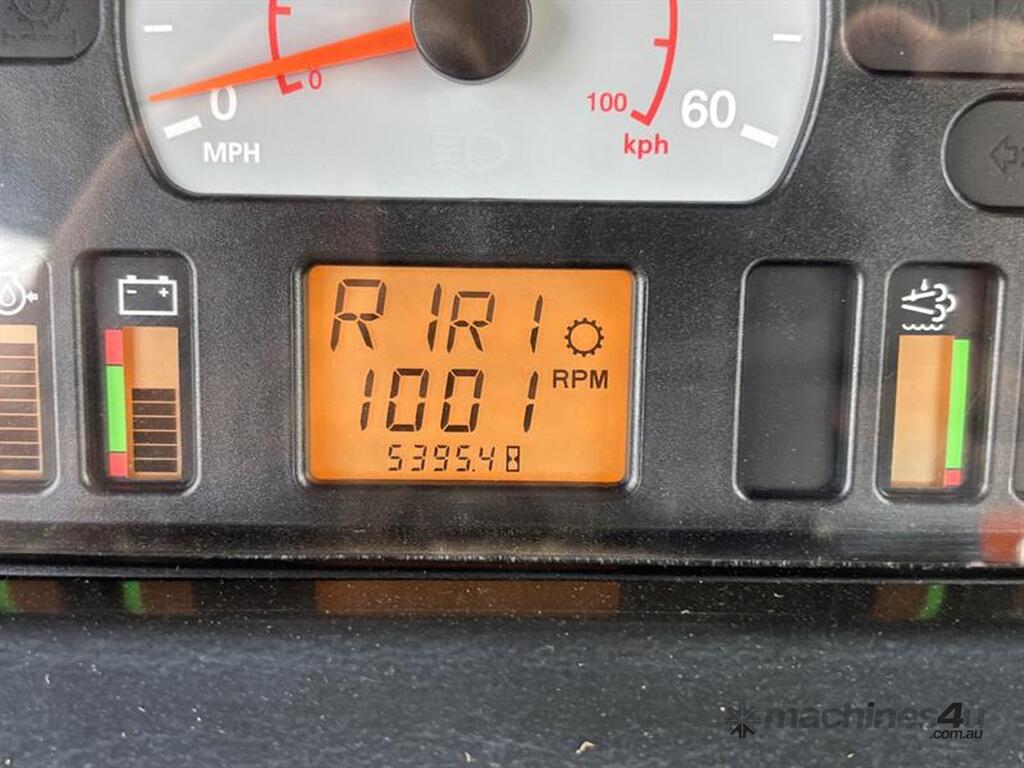 0
0
MPH
100
60
kph
R1R1
1001 RPM
5395.4
machines4u
.com.au